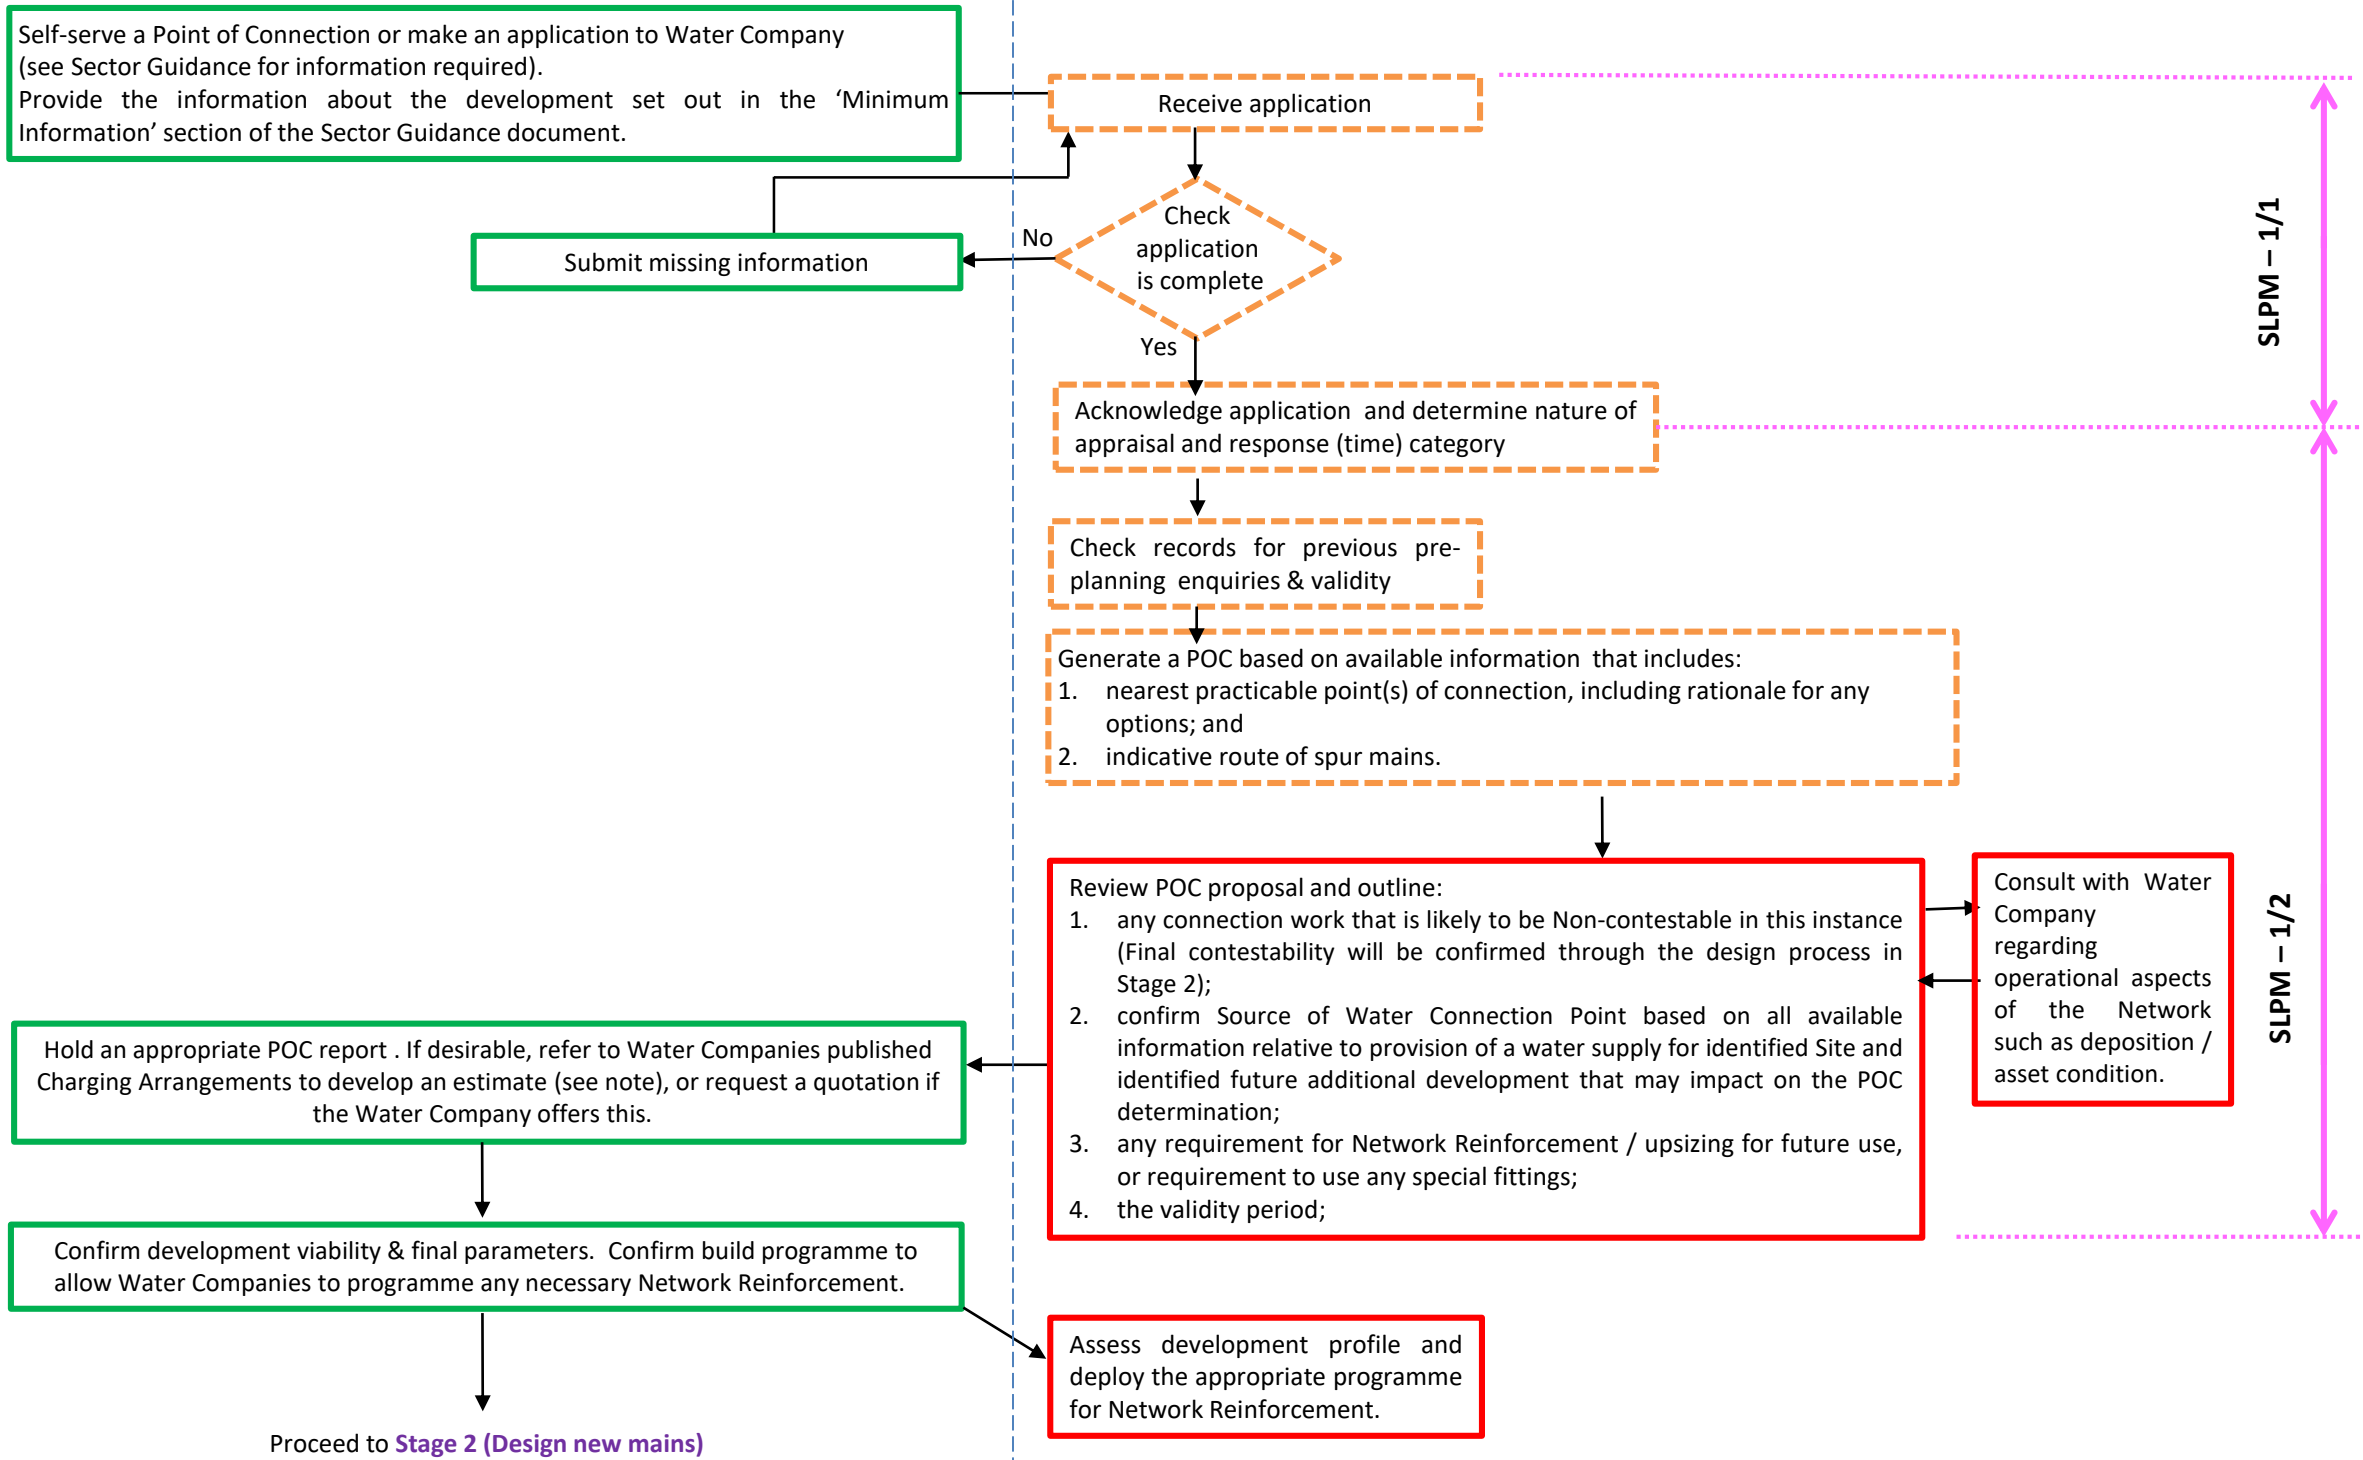 Self-serve a Point of Connection or make an application to Water Company
(see Sector Guidance for information required).
Provide the information about the development set out in the ‘Minimum
Information’ section of the Sector Guidance document.
Receive application
Check
application
is complete
No
Submit missing information
Yes
SLPM – 1/1
Acknowledge application and determine nature of
appraisal and response (time) category
Check records for previous pre-
planning enquiries & validity
Generate a POC based on available information that includes:
1. nearest practicable point(s) of connection, including rationale for any
options; and
2. indicative route of spur mains.
Review POC proposal and outline:
1. any connection work that is likely to be Non-contestable in this instance
(Final contestability will be confirmed through the design process in
Stage 2);
2. confirm Source of Water Connection Point based on all available
information relative to provision of a water supply for identified Site and
identified future additional development that may impact on the POC
determination;
3. any requirement for Network Reinforcement / upsizing for future use,
or requirement to use any special fittings;
4. the validity period;
Consult with Water
Company
regarding
operational aspects
of the Network
such as deposition /
asset condition.
SLPM – 1/2
Hold an appropriate POC report . If desirable, refer to Water Companies published
Charging Arrangements to develop an estimate (see note), or request a quotation if
the Water Company offers this.
Confirm development viability & final parameters. Confirm build programme to
allow Water Companies to programme any necessary Network Reinforcement.
Assess development profile and
deploy the appropriate programme
for Network Reinforcement.
Proceed to Stage 2 (Design new mains)